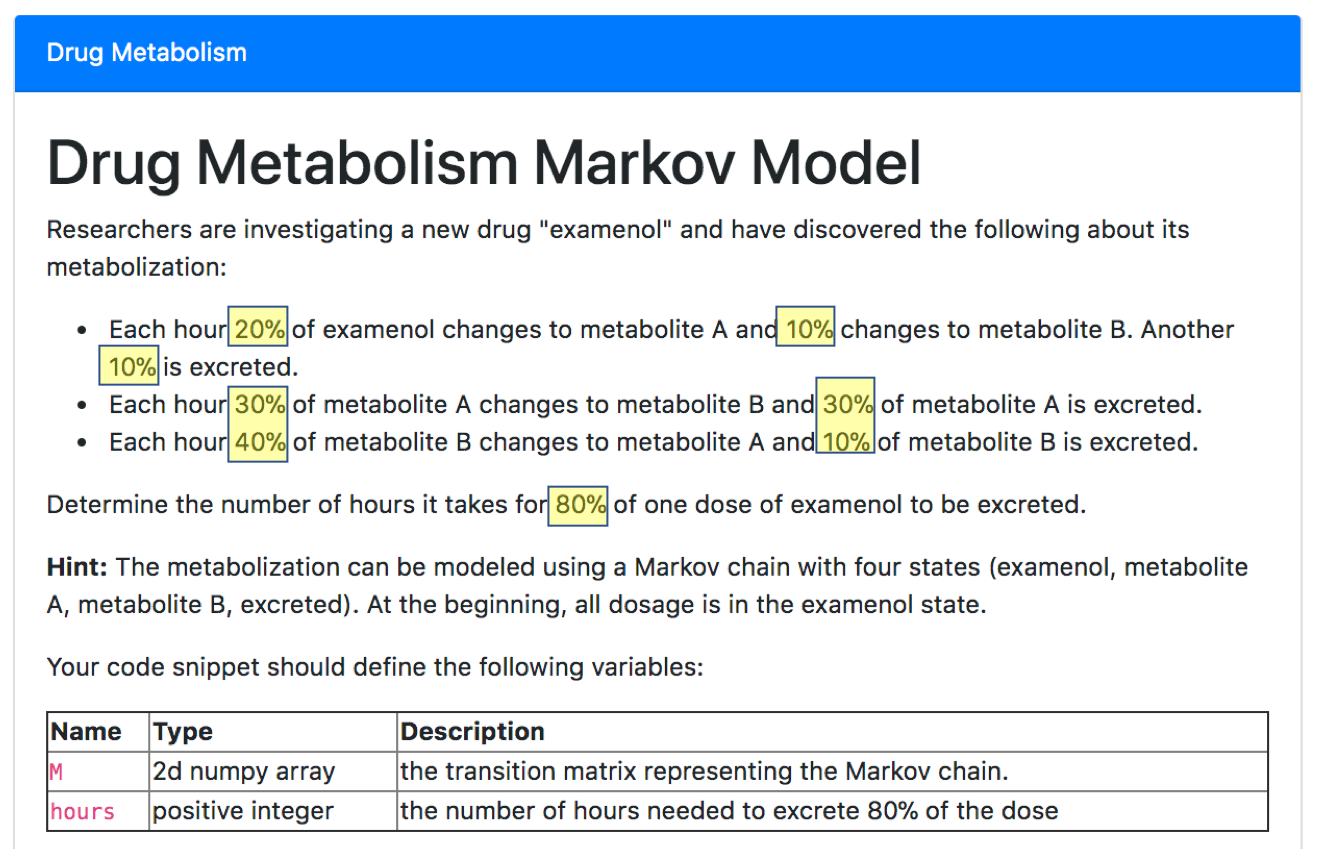 Drug Metabolism
Drug Metabolism Markov Model
Researchers are investigating a new drug "examenol" and have discovered the following about its
metabolization:
• Each hour 20% of examenol changes to metabolite A and 10% changes to metabolite B. Another
10% is excreted.
• Each hour 30% of metabolite A changes to metabolite B and 30% of metabolite A is excreted.
• Each hour 40% of metabolite B changes to metabolite A and 10% of metabolite B is excreted.
Determine the number of hours it takes for 80% of one dose of examenol to be excreted.
Hint: The metabolization can be modeled using a Markov chain with four states (examenol, metabolite
A, metabolite B, excreted). At the beginning, all dosage is in the examenol state.
Your code snippet should define the following variables:
Name Type Description
M 2d numpy array the transition matrix representing the Markov chain.
hours positive integer the number of hours needed to excrete 80% of the dose